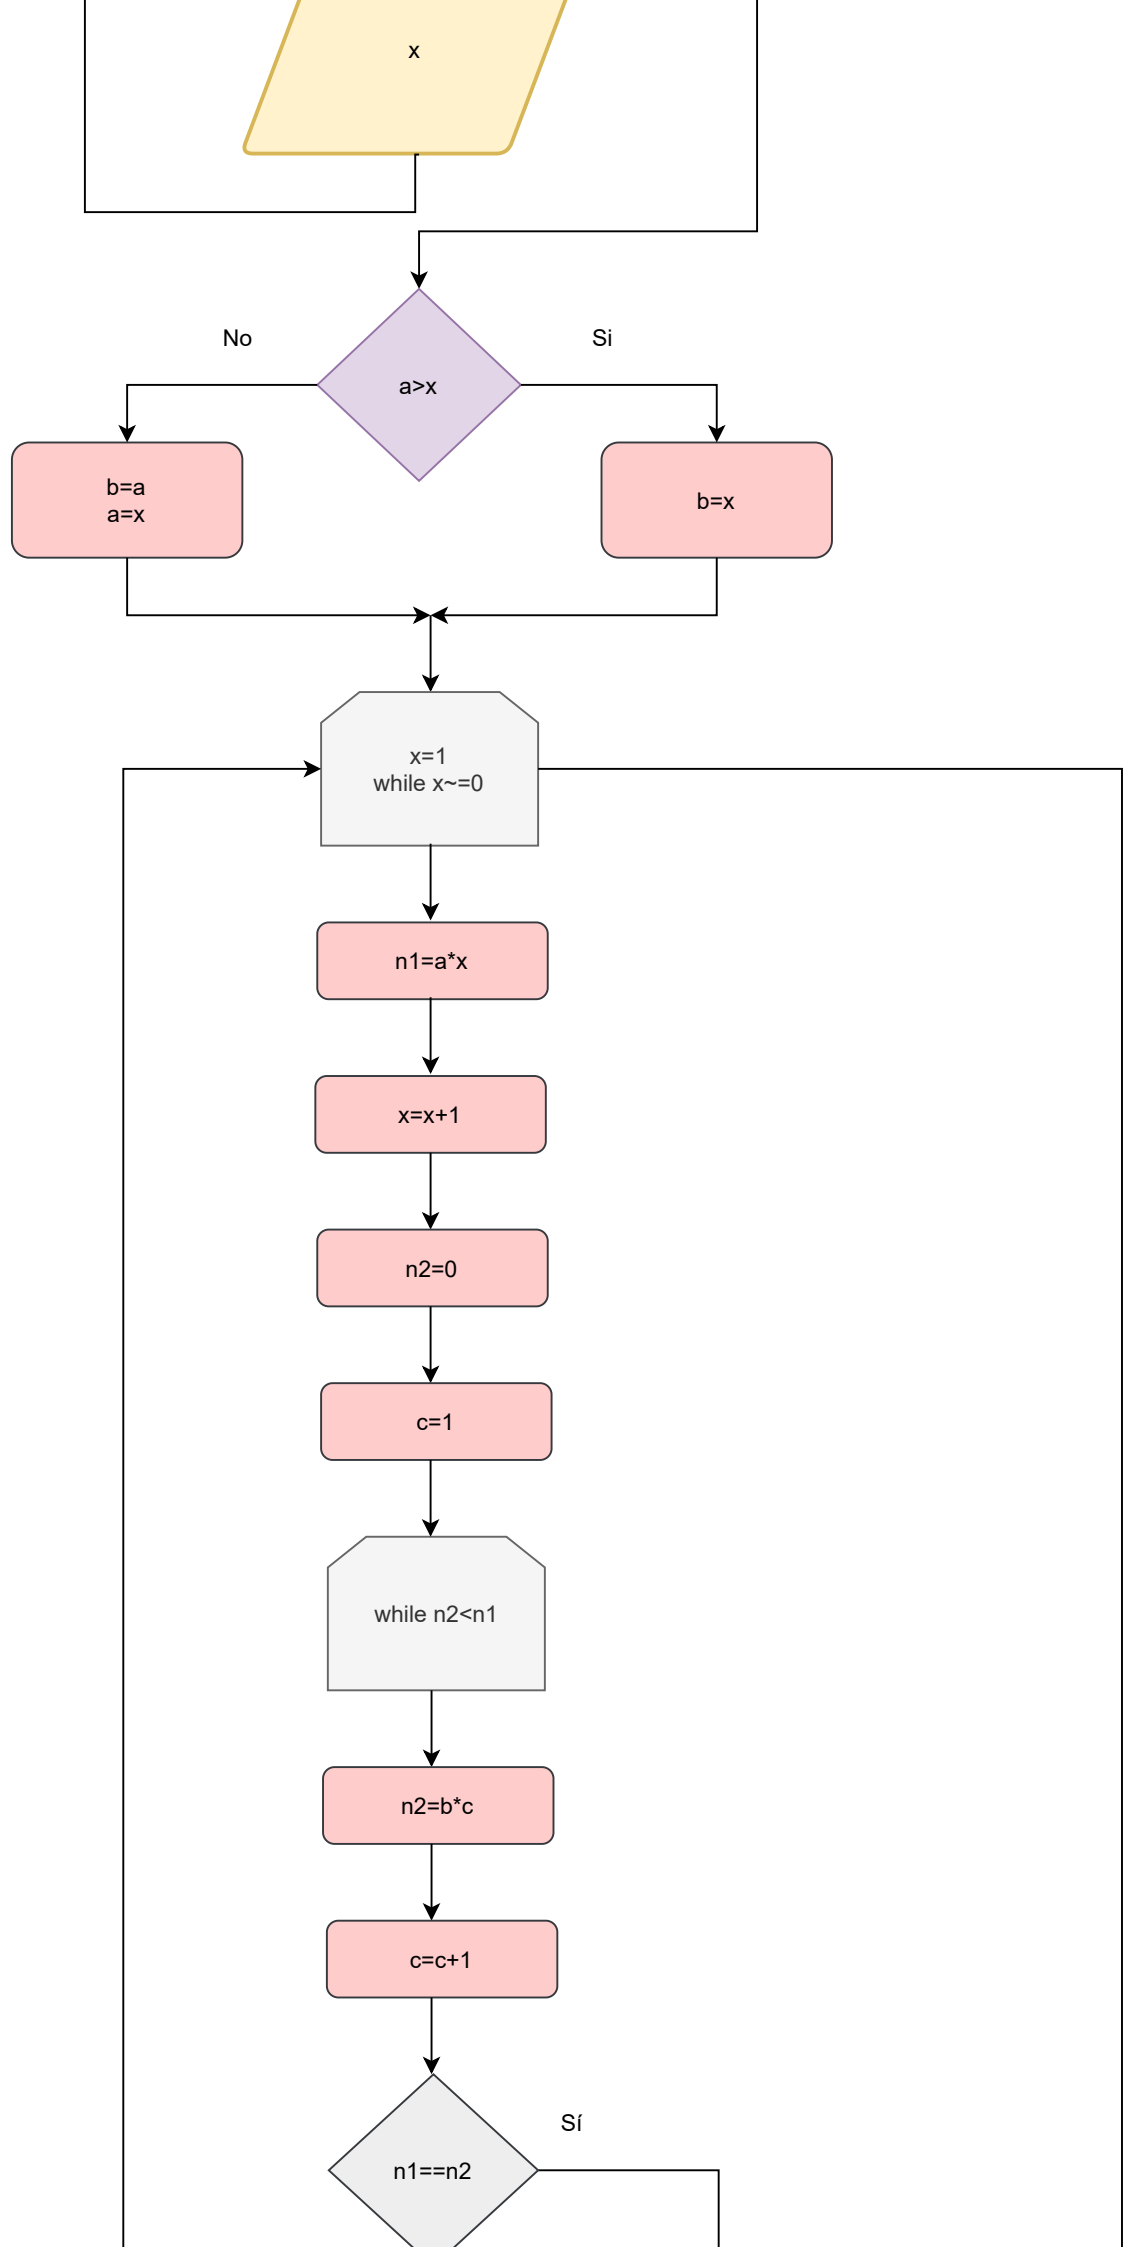 x
No
Si
a>x
b=a
a=x
b=x
x=1
while x~=0
n1=a*x
x=x+1
n2=0
c=1
while n2<n1
n2=b*c
c=c+1
Sí
n1==n2